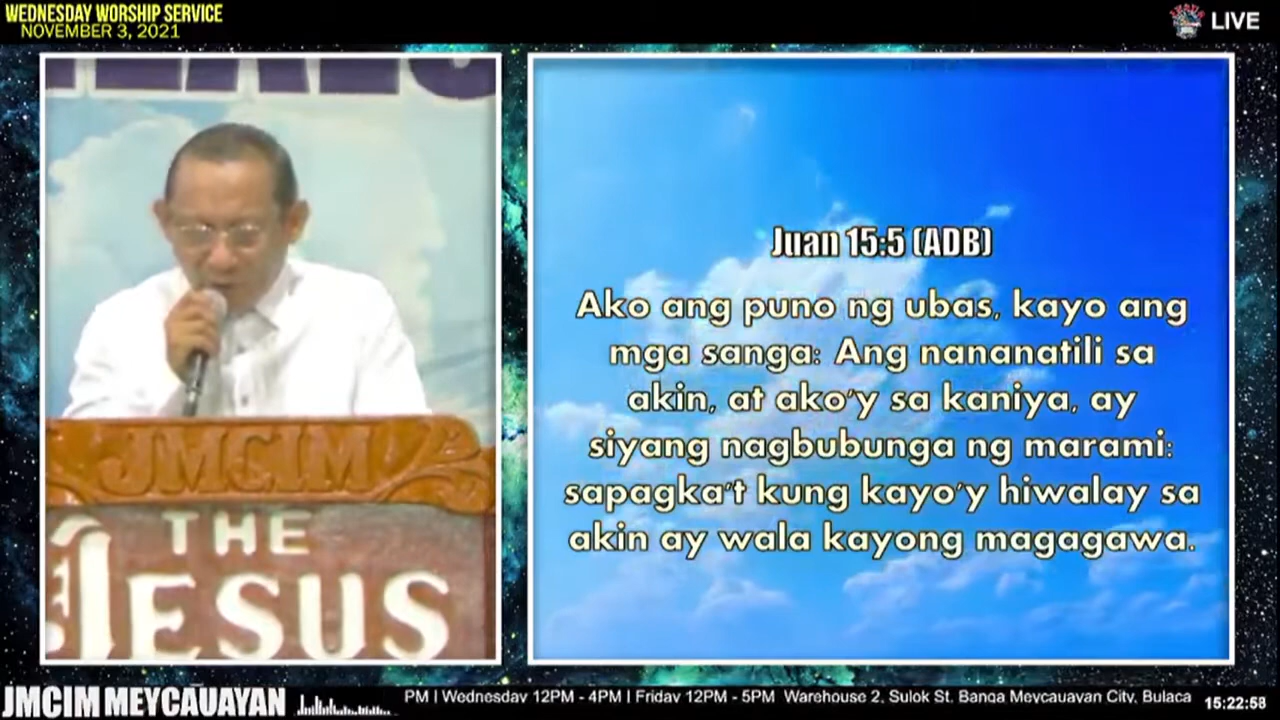 WEDNESDAY WORSHIP SERVICE
NOVEMBER 3, 2021
LIVE
Juan 15:5 (ADB)
Ako ang puno ng ubas, kayo ang
mga sanga: Ang nananatili sa
akin, at ako'y sa kaniya, ay
siyang nagbubunga ng marami:
sapagka't kung kayo'y hiwalay sa
akin ay wala kayong magagawa.
JMCIM
THE
JESUS
JMCIM MEYCAUAYAN
PM | Wednesday 12PM - 4PM | Friday 12PM - 5PM Warehouse 2, Sulok St. Banga Meycauayan City, Bulaca
15:22:58